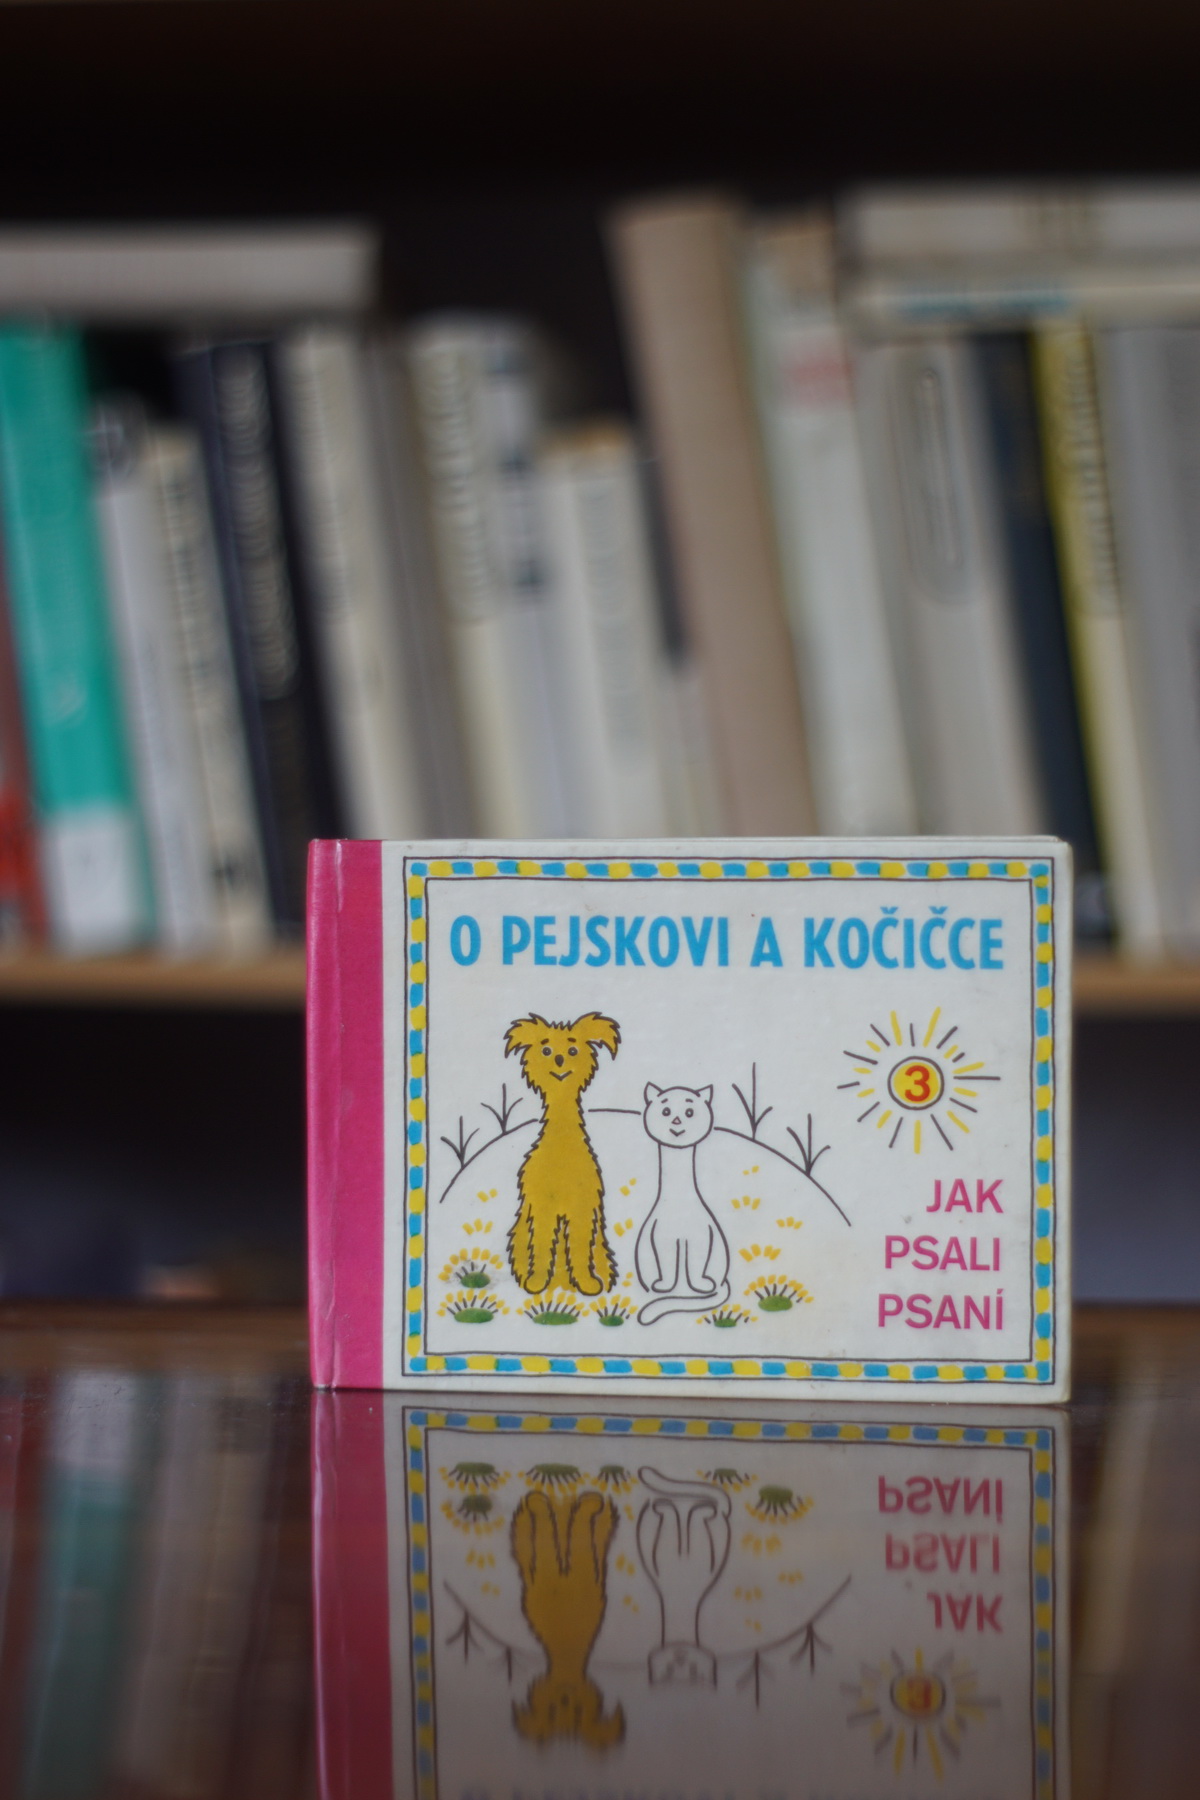 O PEJSKOVI A KOČIČCE
3
JAK
PSALI
PSANÍ